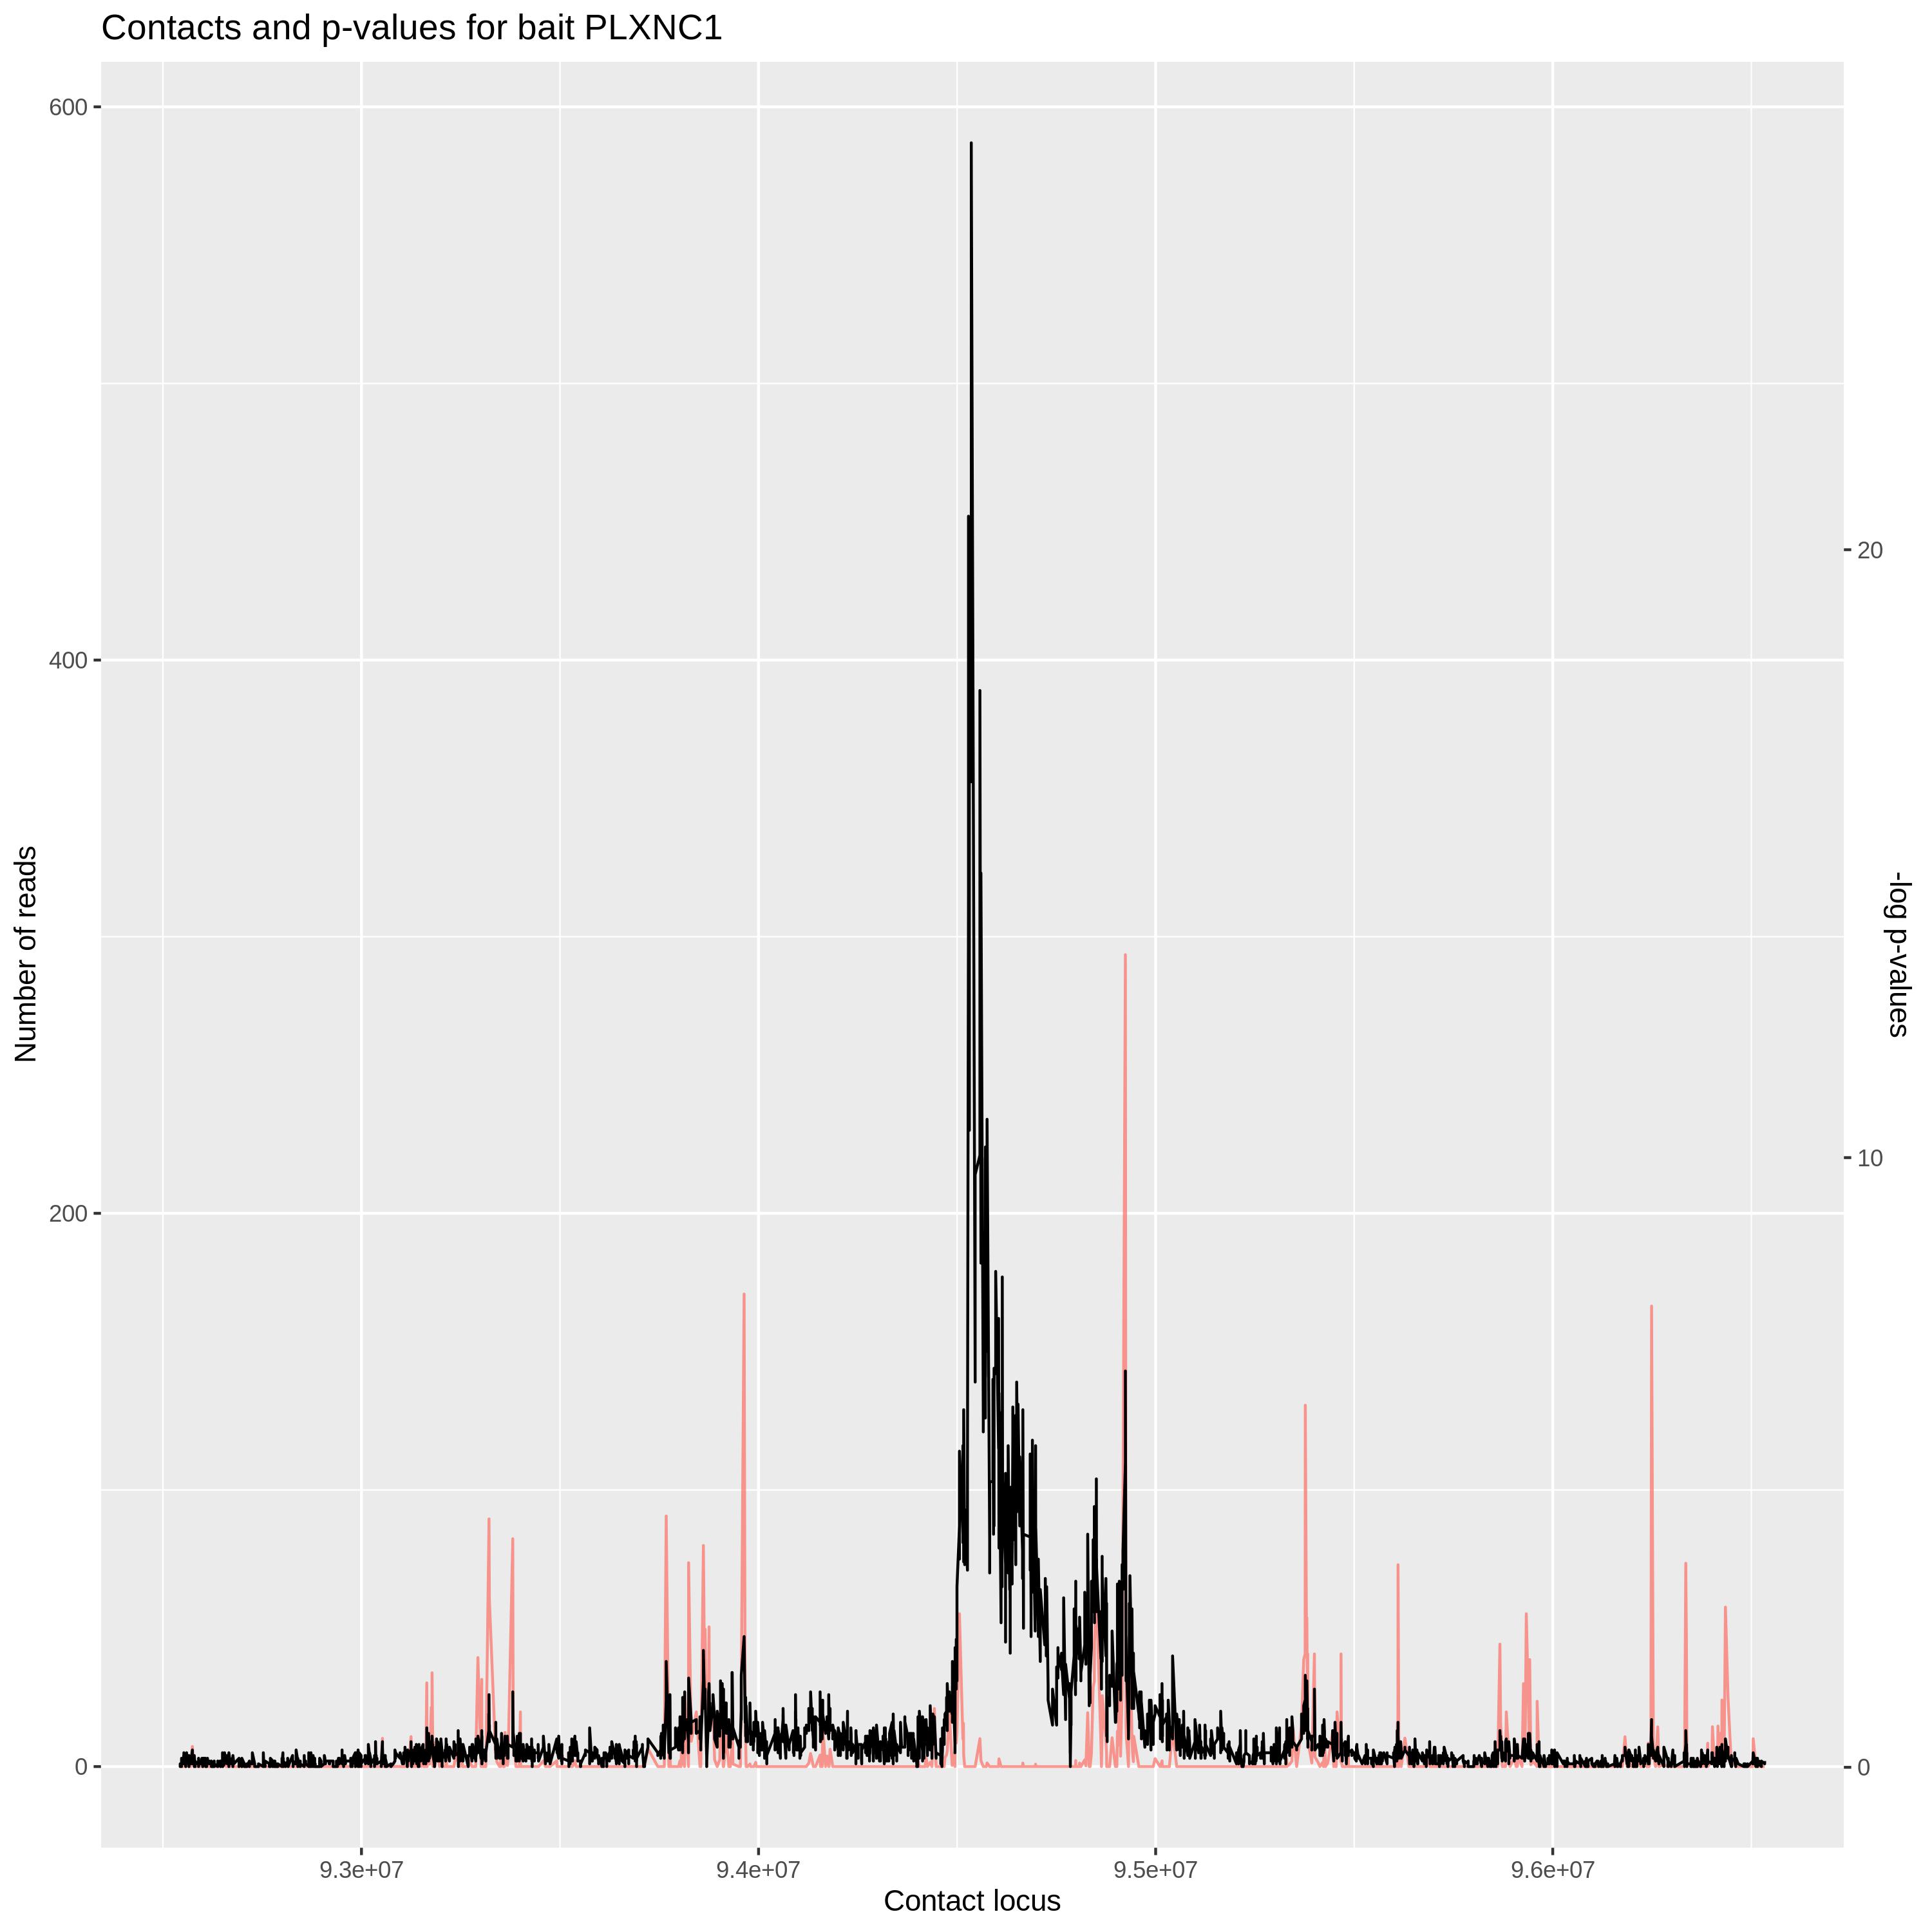 Contacts and p-values for bait PLXNC1
600
400
200
0
Number of reads
20
10
0
-log p-values
9.3e+07
9.4e+07
9.5e+07
9.6e+07
Contact locus